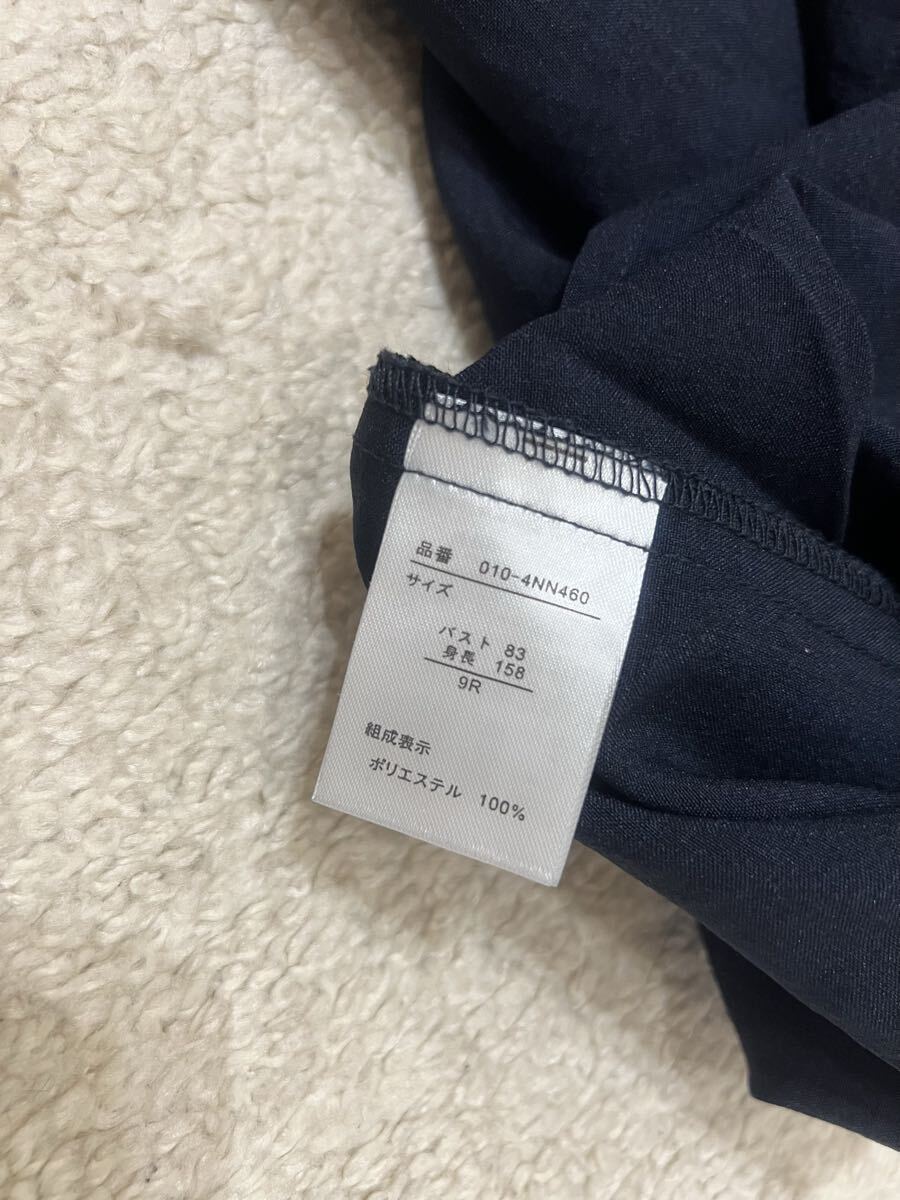 品番 010-4NN460
サイズ
バスト 83
身長 158
9R
組成表示
ポリエステル 100%